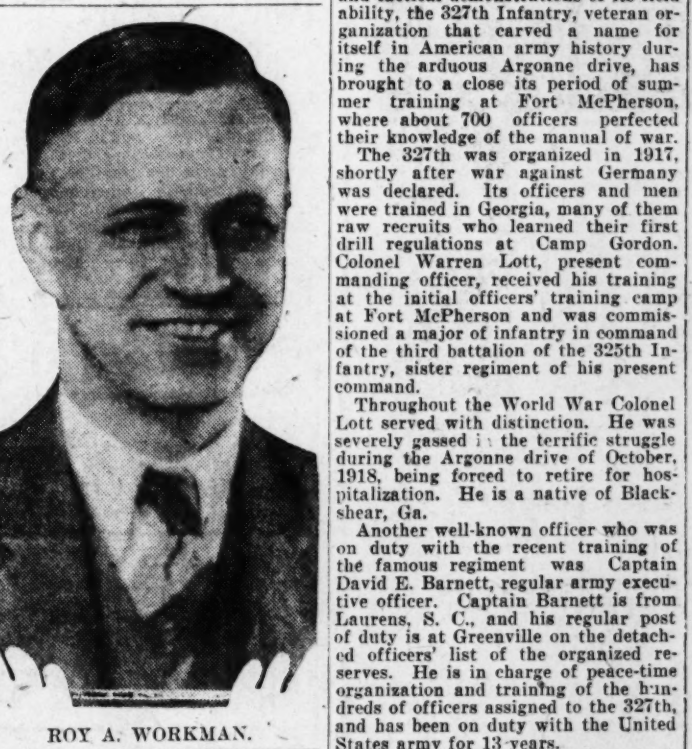 ROY A. WORKMAN.
ability, the 327th Infantry, veteran or-
ganization that carved a name for
itself in American army history dur-
ing the arduous Argonne drive, has
brought to a close its period of sum-
mer training at Fort McPherson,
where about 700 officers perfected
their knowledge of the manual of war.
The 327th was organized in 1917,
shortly after war against Germany
was declared. Its officers and men
were trained in Georgia, many of them
raw recruits who learned their first
drill regulations at Camp Gordon.
Colonel Warren Lott, present com-
manding officer, received his training
at the initial officers' training camp
at Fort McPherson and was commis-
sioned a major of infantry in command
of the third battalion of the 325th In-
fantry, sister regiment of his present
command.
Throughout the World War Colonel
Lott served with distinction. He was
severely gassed i the terrific struggle
during the Argonne drive of October,
1918, being forced to retire for hos-
pitalization. He is a native of Black-
shear, Ga.
Another well-known officer who was
on duty with the recent training of
the famous regiment was Captain
David E. Barnett, regular army execu-
tive officer. Captain Barnett is from
Laurens, S. C., and his regular post
of duty is at Greenville on the detach-
ed officers' list of the organized re-
serves. He is in charge of peace-time
organization and training of the hun-
dreds of officers assigned to the 327th,
and has been on duty with the United
States army for 13 years.